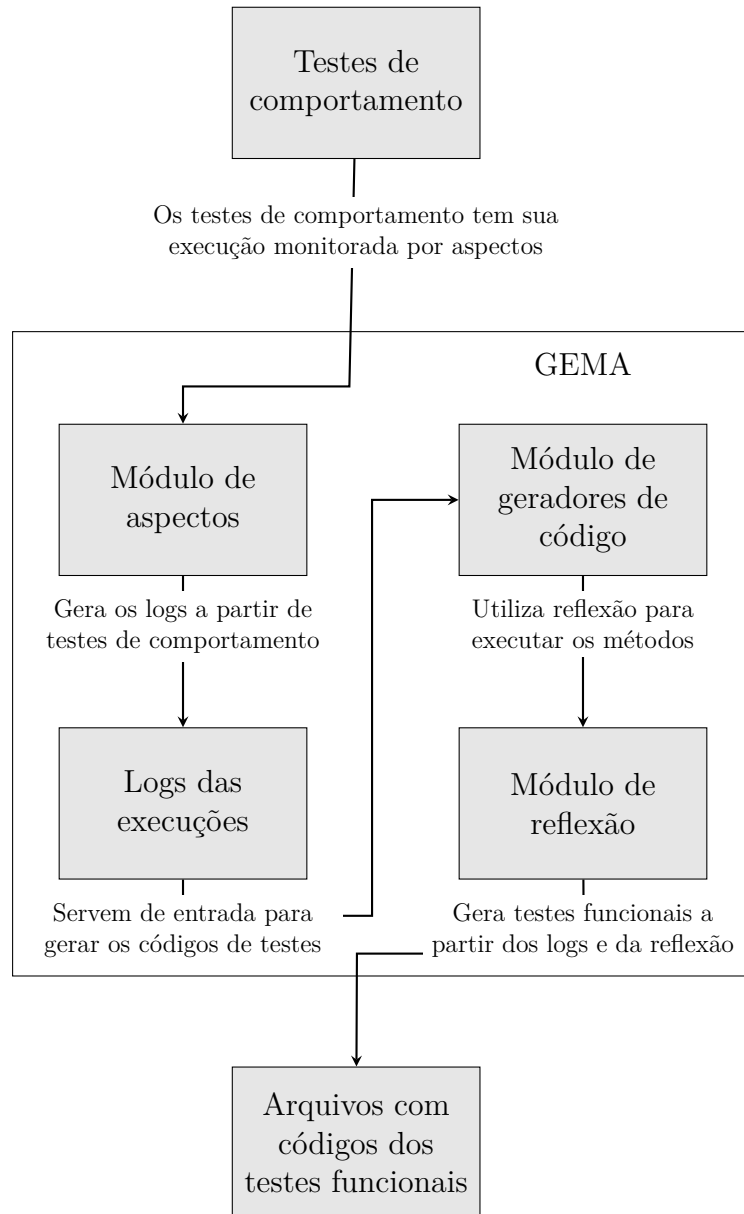 Testes de
comportamento
Os testes de comportamento tem sua
execução monitorada por aspectos
GEMA
Módulo de
aspectos
Gera os logs a partir de
testes de comportamento
Logs das
execuções
Servem de entrada para
gerar os códigos de testes
Módulo de
geradores de
código
Utiliza reflexão para
executar os métodos
Módulo de
reflexão
Gera testes funcionais a
partir dos logs e da reflexão
Arquivos com
códigos dos
testes funcionais